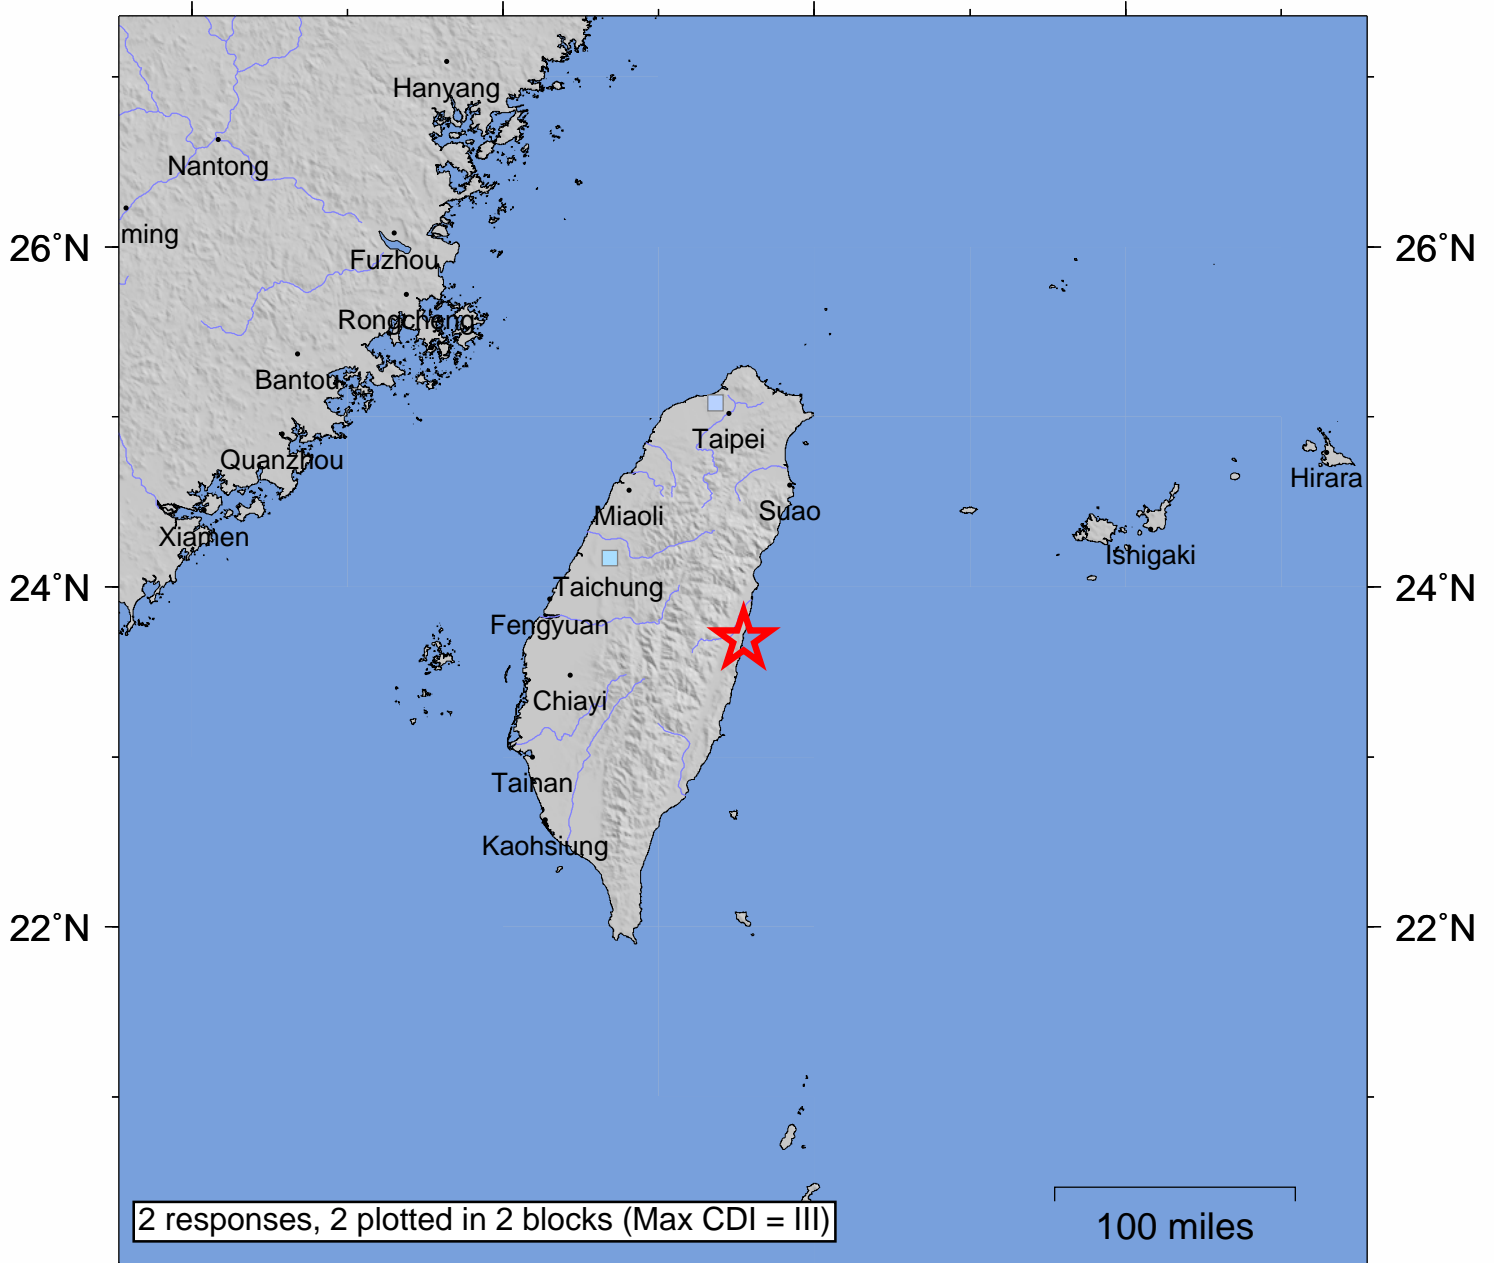 Hanyang
Nantong
ming
26°N
26°N
Fuzhou
Rongcheng
Bantou
Taipei
Quanzhou
Hirara
Suao
Miaoli
Xiamen
Ishigaki
24°N
Taichung
24°N
Fengyuan
Chiayi
Tainan
Kaohsiung
22°N
22°N
2 responses, 2 plotted in 2 blocks (Max CDI = III)
100 miles